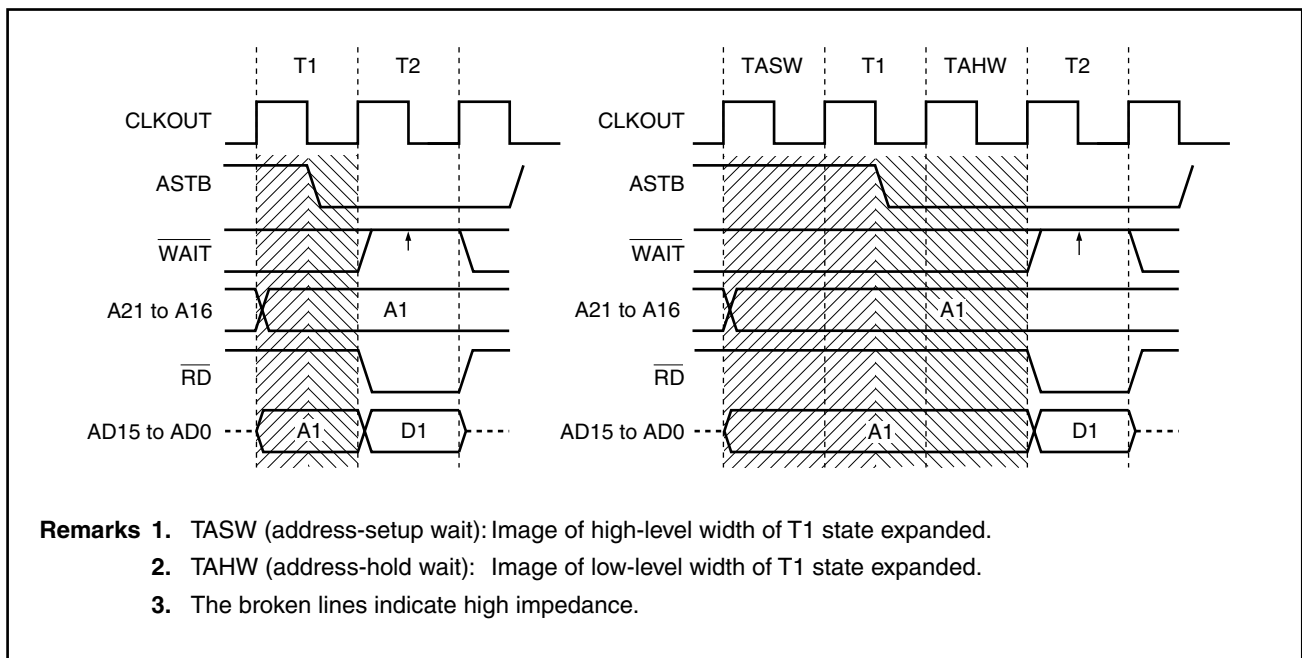 T1 T2
CLKOUT
ASTB
WAIT
A21 to A16 A1
RD
AD15 to AD0 A1 D1
TASW T1 TAHW T2
CLKOUT
ASTB
WAIT
A21 to A16 A1
RD
AD15 to AD0 A1 D1
Remarks 1. TASW (address-setup wait): Image of high-level width of T1 state expanded.
2. TAHW (address-hold wait): Image of low-level width of T1 state expanded.
3. The broken lines indicate high impedance.